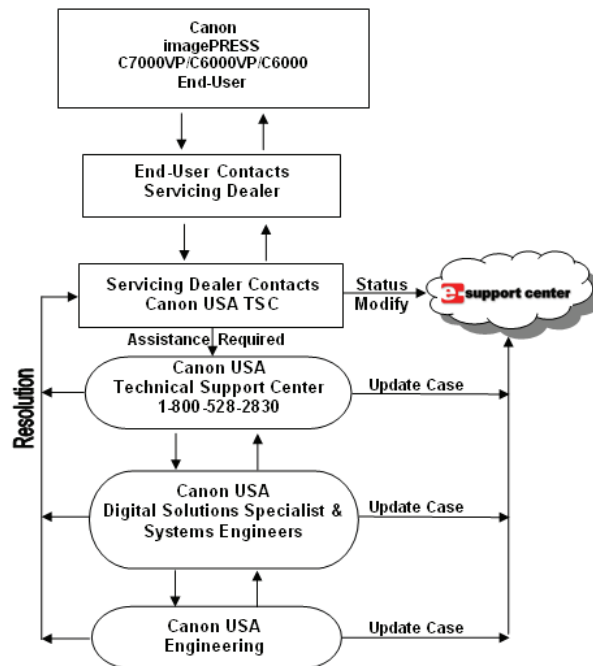 Canon
imagePRESS
C7000VP/C6000VP/C6000
End-User
End-User Contacts
Servicing Dealer
Servicing Dealer Contacts
Canon USA TSC
Status
Modify
e-support center
Assistance Required
Canon USA
Technical Support Center
1-800-528-2830
Update Case
Resolution
Canon USA
Digital Solutions Specialist &
Systems Engineers
Update Case
Canon USA
Engineering
Update Case